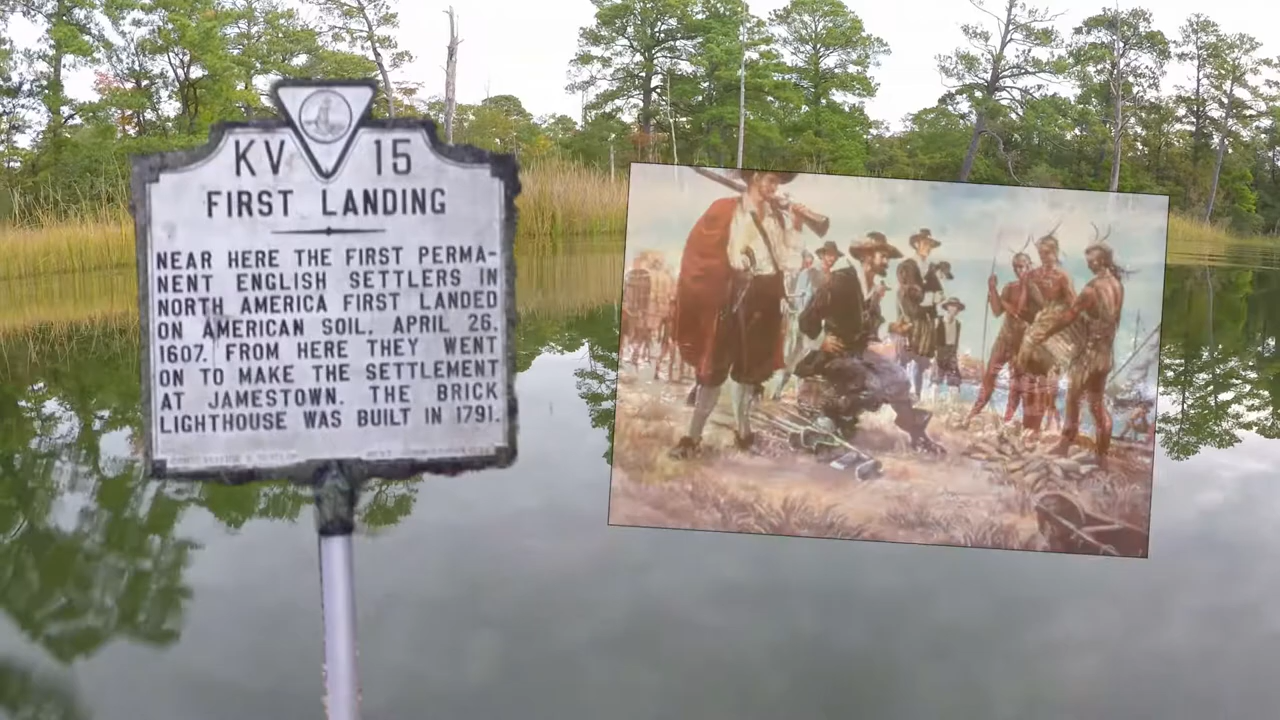 KV 15
FIRST LANDING
NEAR HERE THE FIRST PERMA-
NENT ENGLISH SETTLERS IN
NORTH AMERICA FIRST LANDED
ON AMERICAN SOIL, APRIL 26,
1607. FROM HERE THEY WENT
ON TO MAKE THE SETTLEMENT
AT JAMESTOWN. THE BRICK
LIGHTHOUSE WAS BUILT IN 1791.